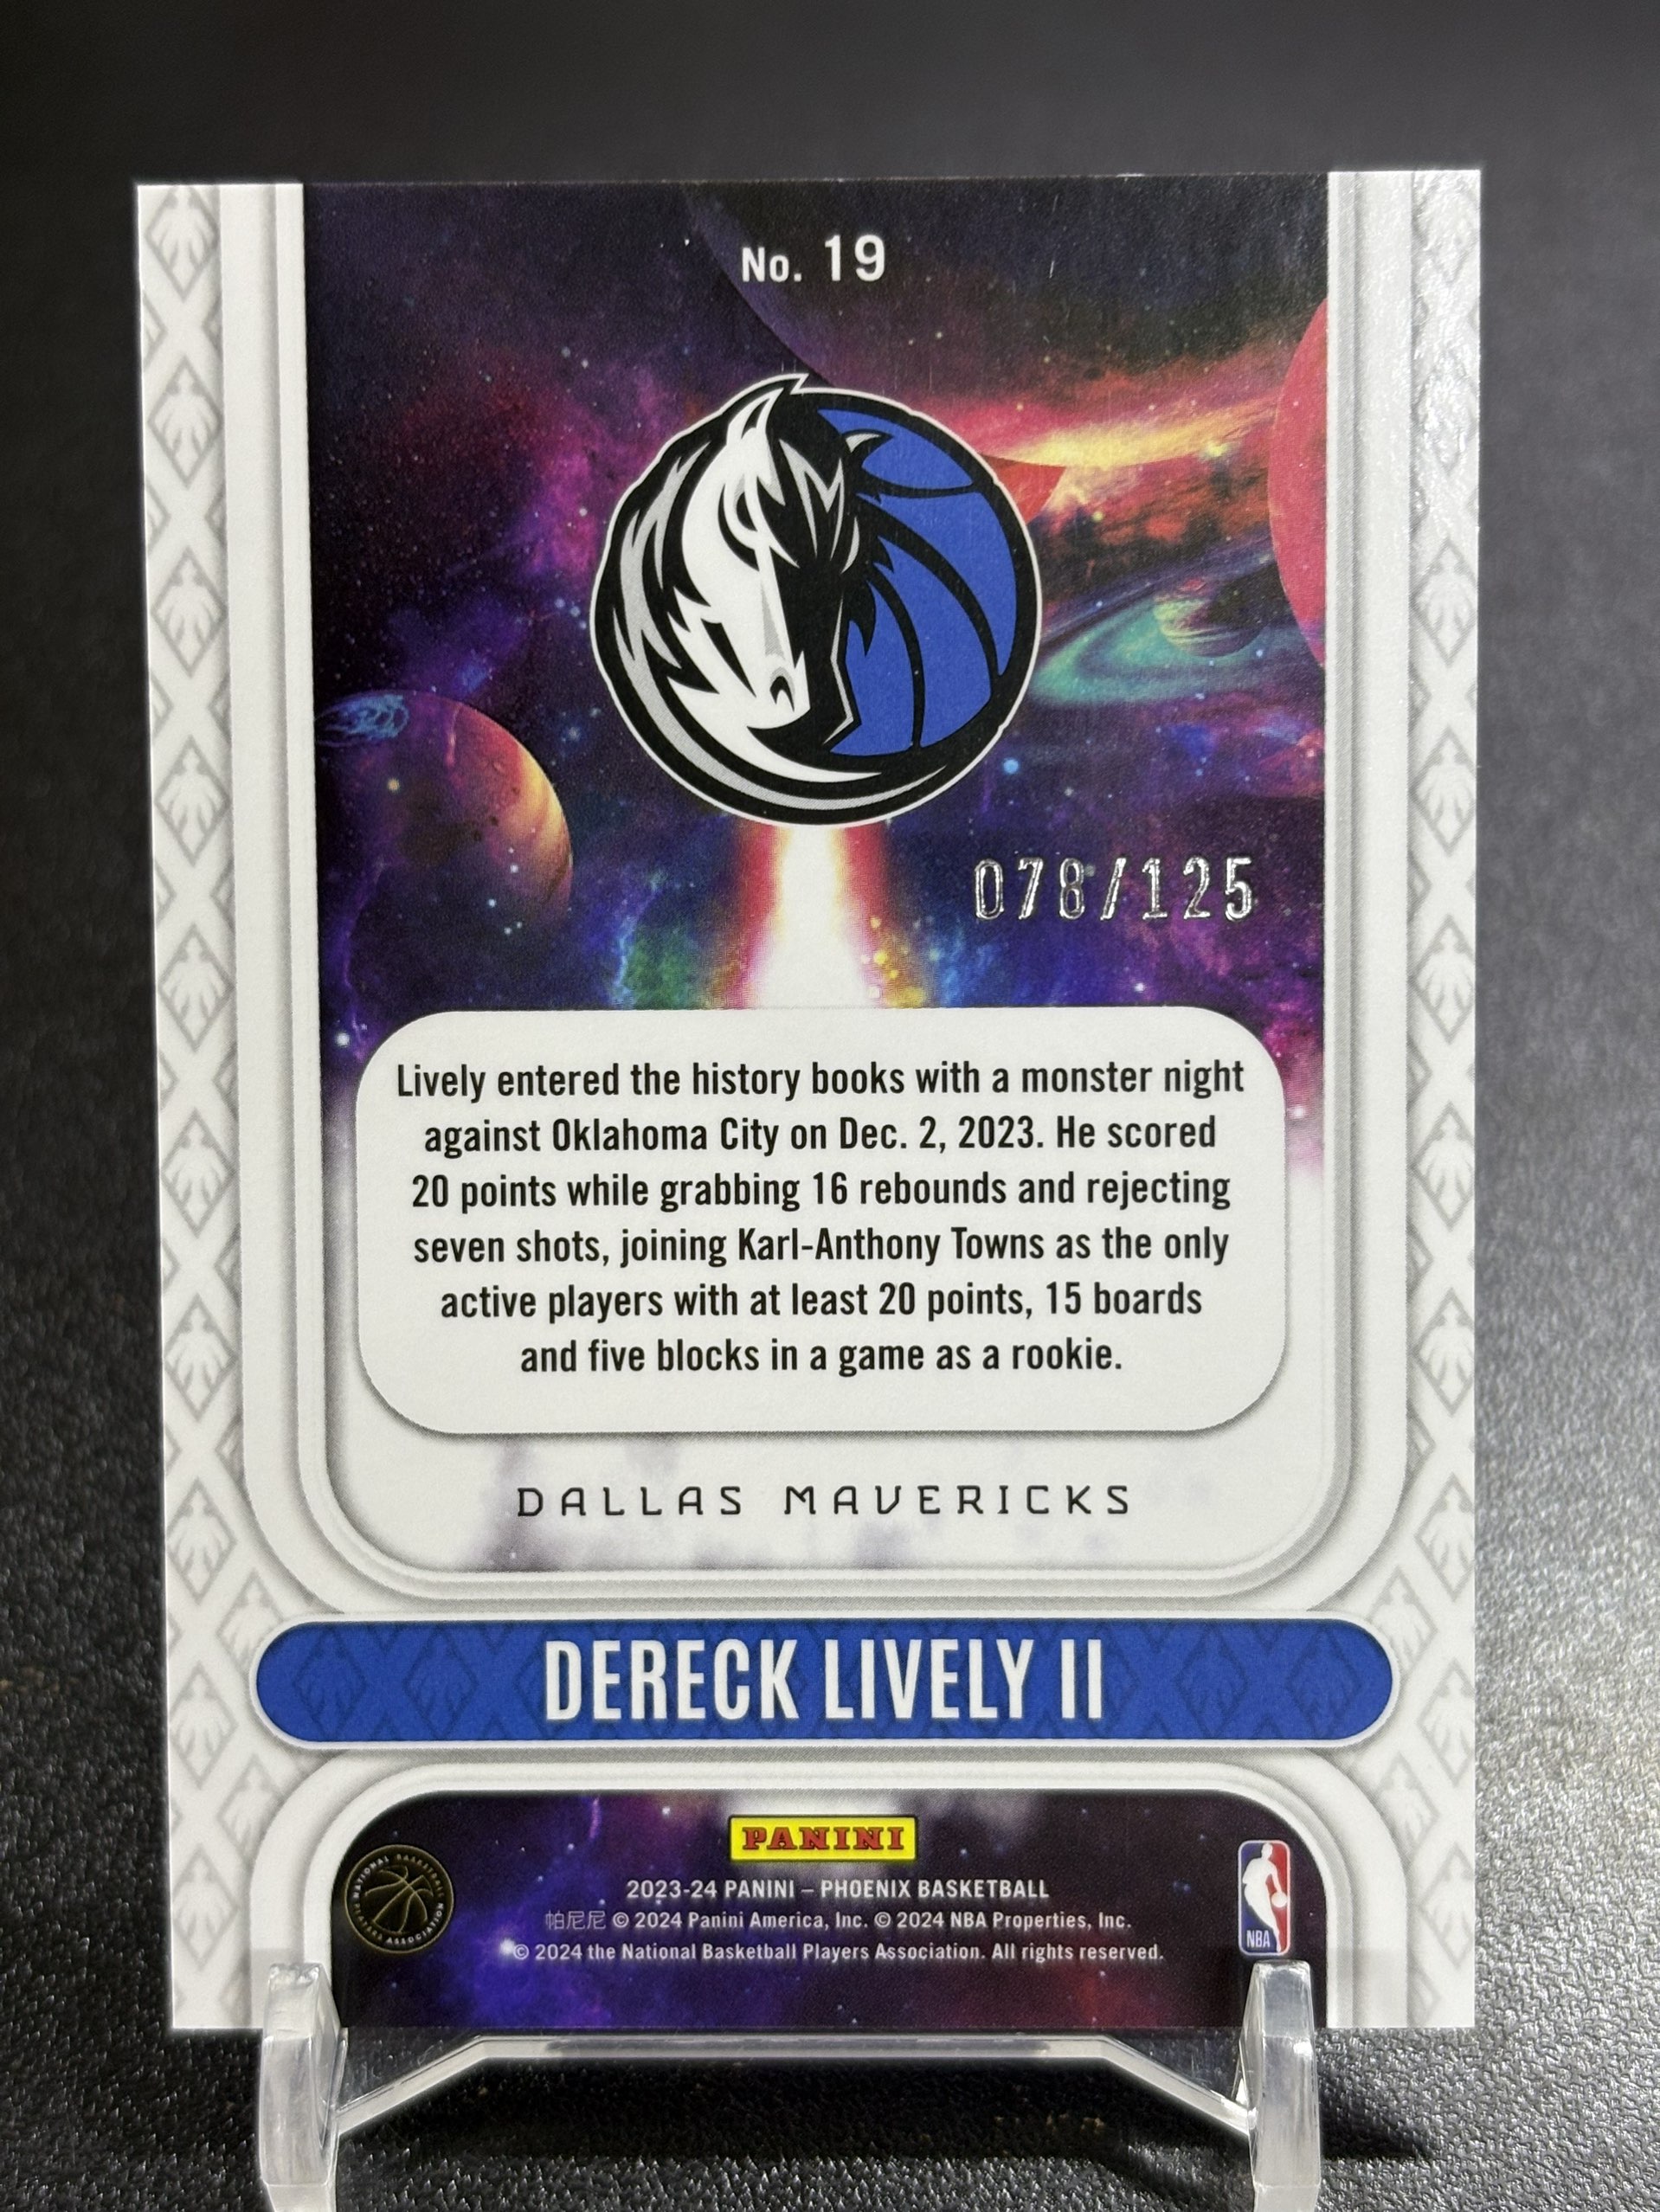 No. 19
078/125
Lively entered the history books with a monster night
against Oklahoma City on Dec. 2, 2023. He scored
20 points while grabbing 16 rebounds and rejecting
seven shots, joining Karl-Anthony Towns as the only
active players with at least 20 points, 15 boards
and five blocks in a game as a rookie.
DALLAS MAVERICKS
DERECK LIVELY II
PANINI
NATIONAL BASKETBALL PLAYERS ASSOCIATION
2023-24 PANINI – PHOENIX BASKETBALL
帕尼尼 © 2024 Panini America, Inc. © 2024 NBA Properties, Inc.
© 2024 the National Basketball Players Association. All rights reserved.
NBA